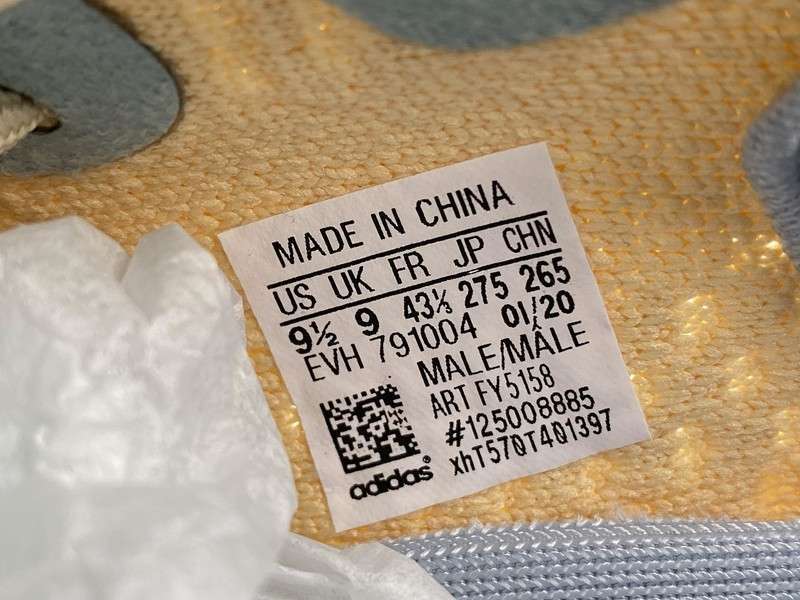 MADE IN CHINA
US UK FR JP CHN
9½ 9 43⅓ 275 265
EVH 791004 01/20
MALE/MÂLE
ART FY5158
#125008885
xhT570T401397
adidas®